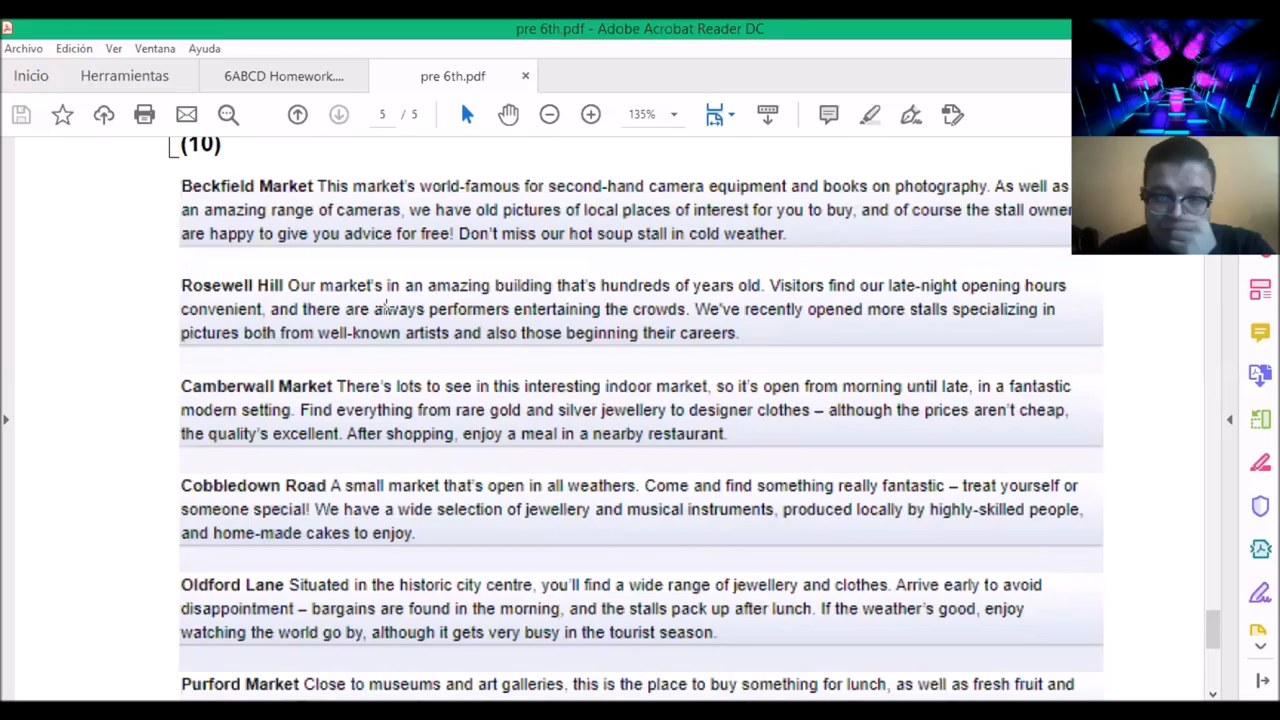 pre 6th.pdf - Adobe Acrobat Reader DC
Archivo Edición Ver Ventana Ayuda
Inicio Herramientas 6ABCD Homework.... pre 6th.pdf ×
5 / 5 135%
(10)
Beckfield Market This market's world-famous for second-hand camera equipment and books on photography. As well as
an amazing range of cameras, we have old pictures of local places of interest for you to buy, and of course the stall owner
are happy to give you advice for free! Don't miss our hot soup stall in cold weather.
Rosewell Hill Our market's in an amazing building that's hundreds of years old. Visitors find our late-night opening hours
convenient, and there are always performers entertaining the crowds. We've recently opened more stalls specializing in
pictures both from well-known artists and also those beginning their careers.
Camberwall Market There's lots to see in this interesting indoor market, so it's open from morning until late, in a fantastic
modern setting. Find everything from rare gold and silver jewellery to designer clothes – although the prices aren't cheap,
the quality's excellent. After shopping, enjoy a meal in a nearby restaurant.
Cobbledown Road A small market that's open in all weathers. Come and find something really fantastic – treat yourself or
someone special! We have a wide selection of jewellery and musical instruments, produced locally by highly-skilled people,
and home-made cakes to enjoy.
Oldford Lane Situated in the historic city centre, you'll find a wide range of jewellery and clothes. Arrive early to avoid
disappointment – bargains are found in the morning, and the stalls pack up after lunch. If the weather's good, enjoy
watching the world go by, although it gets very busy in the tourist season.
Purford Market Close to museums and art galleries, this is the place to buy something for lunch, as well as fresh fruit and